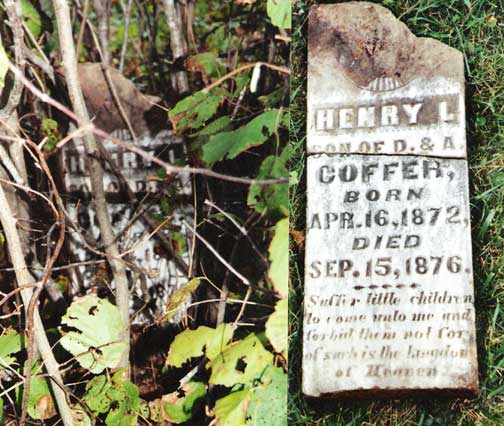 HENRY L
SON OF D. & A.
COFFER,
BORN
APR. 16, 1872,
DIED
SEP. 15, 1876.
Suffer little children
to come unto me and
forbid them not for
of such is the kingdom
of Heaven